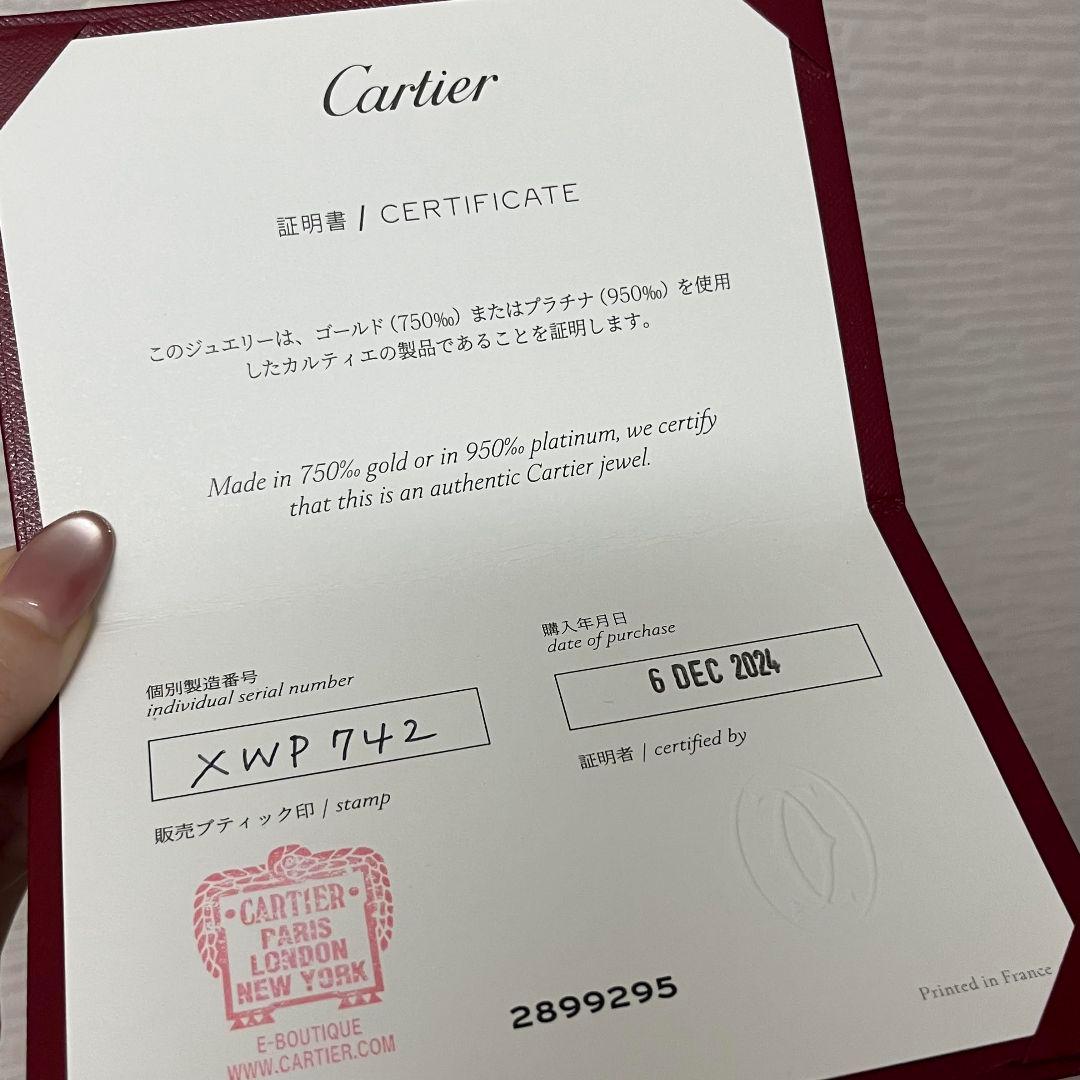 Cartier
証明書 / CERTIFICATE
このジュエリーは、ゴールド（750‰）またはプラチナ（950‰）を使用
したカルティエの製品であることを証明します。
Made in 750‰ gold or in 950‰ platinum, we certify
that this is an authentic Cartier jewel.
個別製造番号
individual serial number
XWP 742
購入年月日
date of purchase
6 DEC 2024
販売ブティック印 / stamp
証明者 / certified by
CARTIER
PARIS
LONDON
NEW YORK
E-BOUTIQUE
WWW.CARTIER.COM
2899295
Printed in France